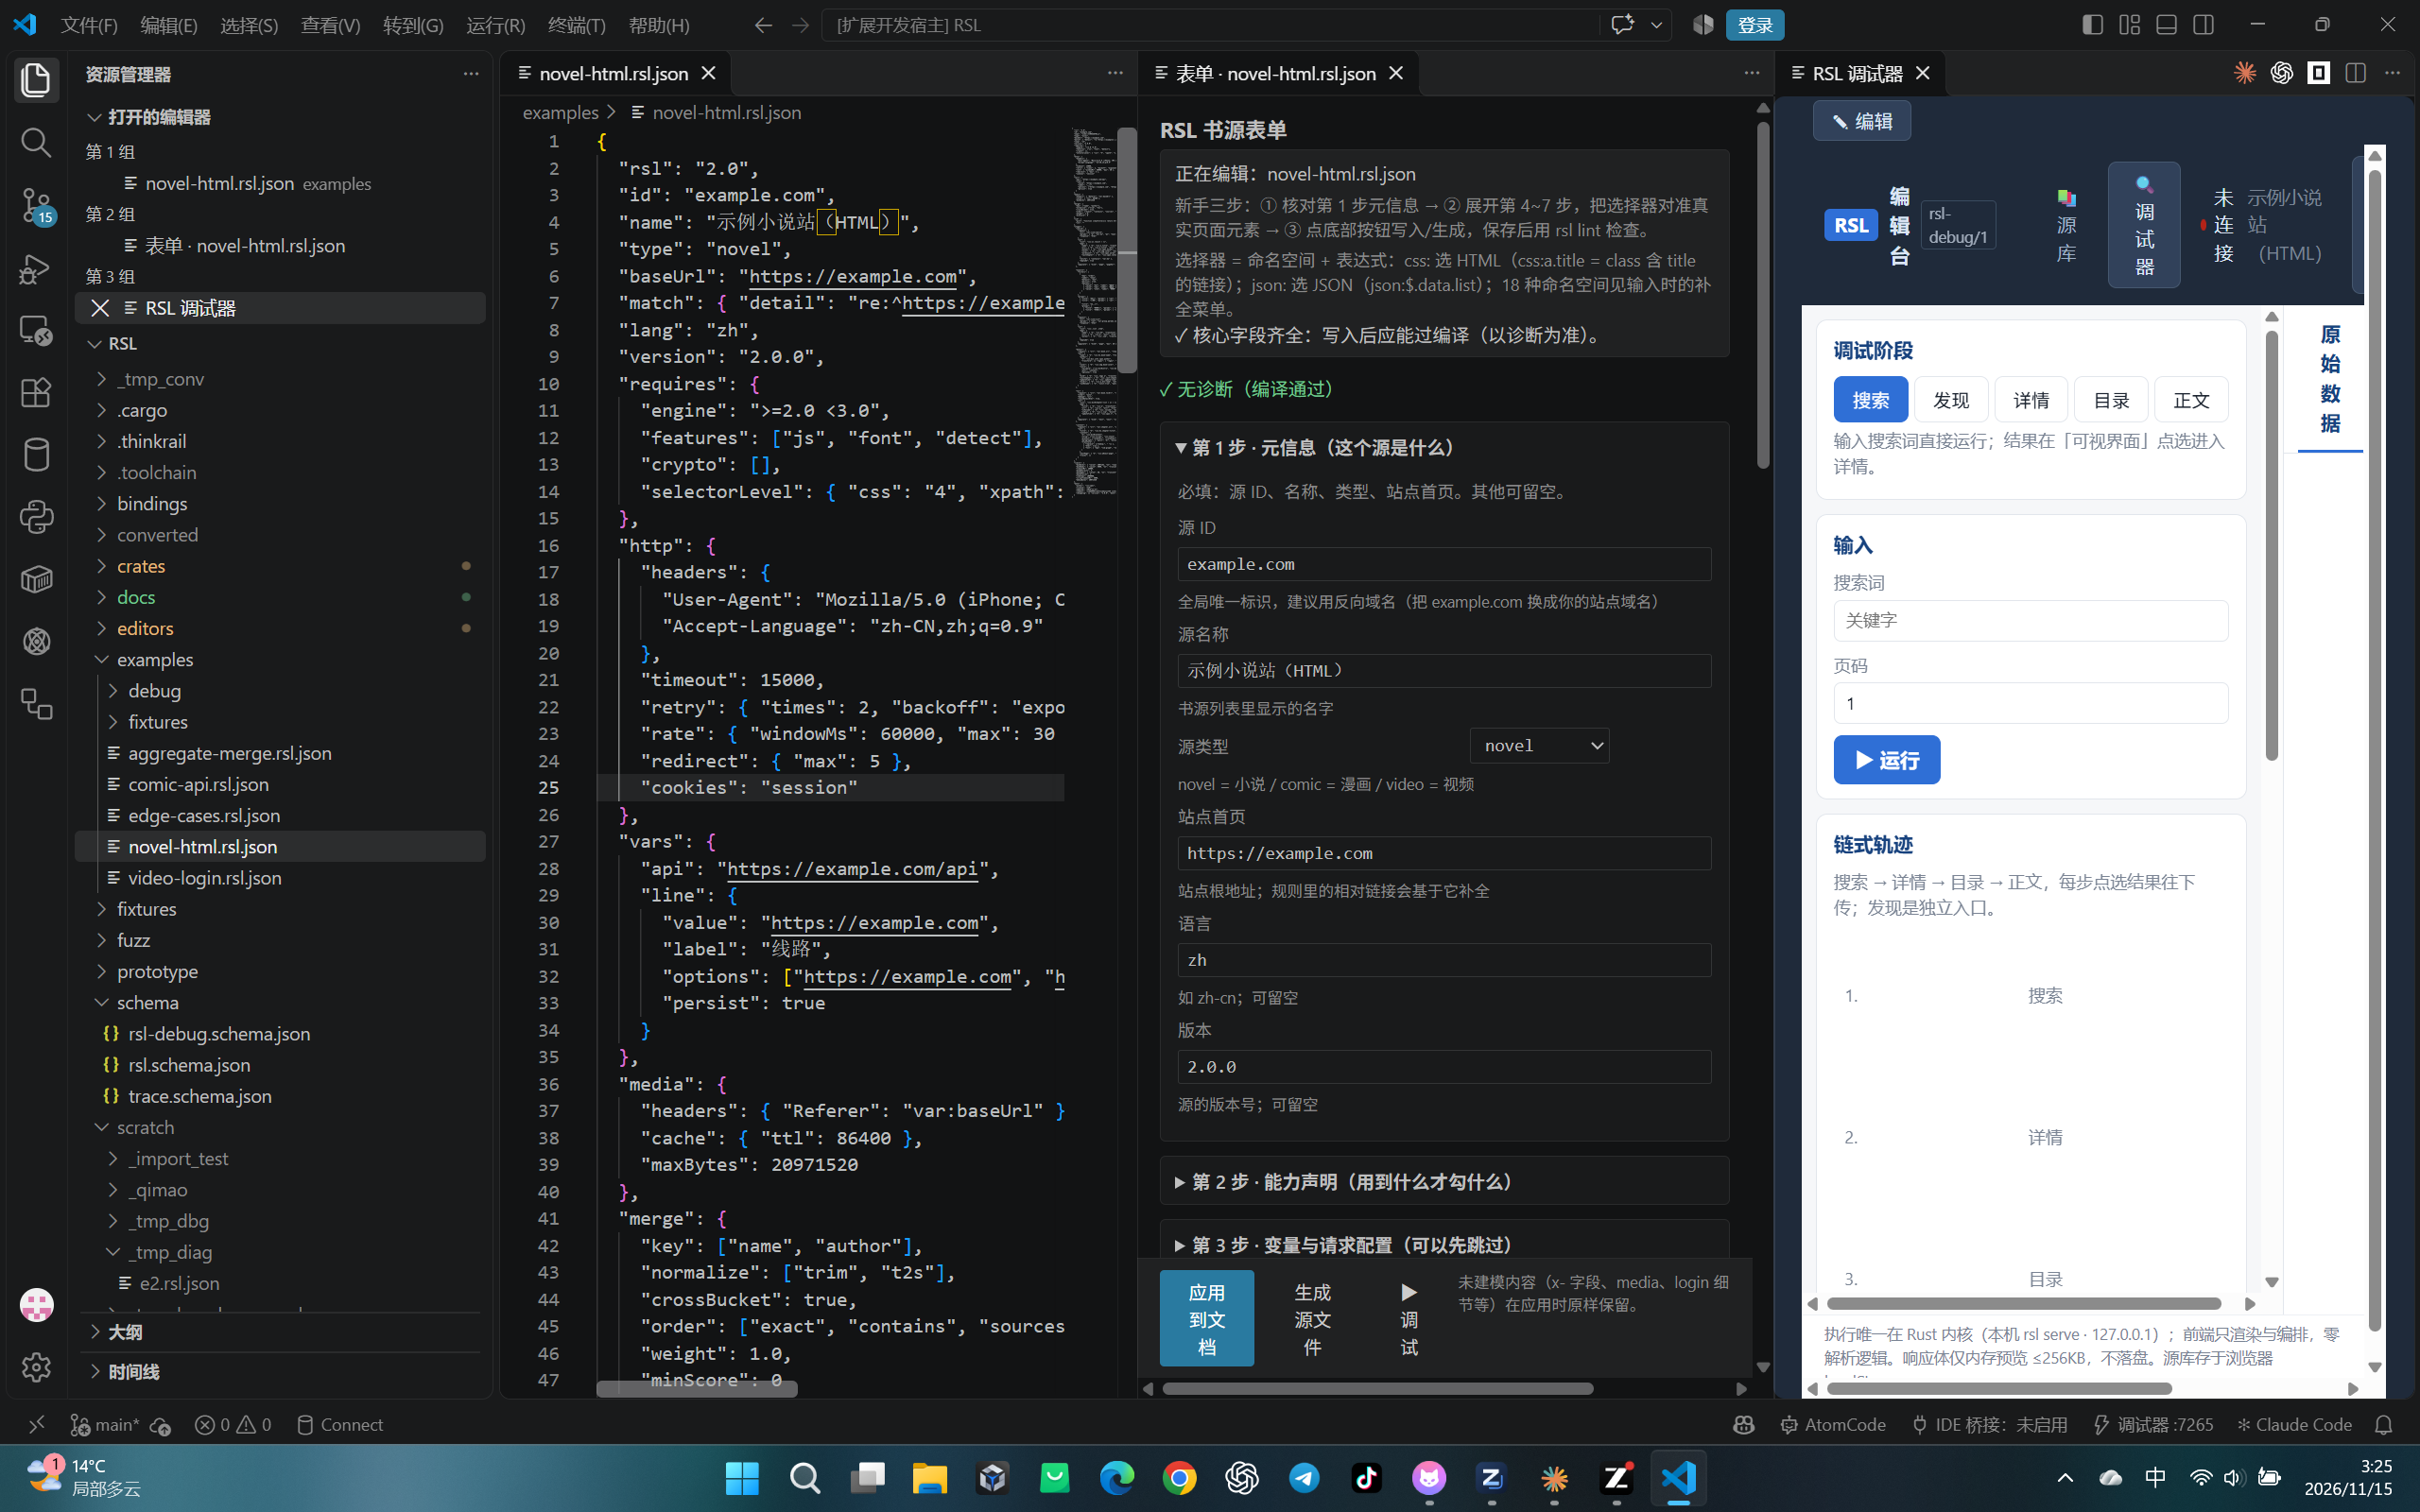 文件(F) 编辑(E) 选择(S) 查看(V) 转到(G) 运行(R) 终端(T) 帮助(H)
[扩展开发宿主] RSL
登录
资源管理器
打开的编辑器
第 1 组
novel-html.rsl.json examples
第 2 组
表单 · novel-html.rsl.json
第 3 组
RSL 调试器
RSL
_tmp_conv
.cargo
.thinkrail
.toolchain
bindings
converted
crates
docs
editors
examples
debug
fixtures
aggregate-merge.rsl.json
comic-api.rsl.json
edge-cases.rsl.json
novel-html.rsl.json
video-login.rsl.json
fixtures
fuzz
prototype
schema
rsl-debug.schema.json
rsl.schema.json
trace.schema.json
scratch
_import_test
_qimao
_tmp_dbg
_tmp_diag
e2.rsl.json
大纲
时间线
15
novel-html.rsl.json
examples > novel-html.rsl.json
1 {
2 "rsl": "2.0",
3 "id": "example.com",
4 "name": "示例小说站（HTML）",
5 "type": "novel",
6 "baseUrl": "https://example.com",
7 "match": { "detail": "re:^https://example
8 "lang": "zh",
9 "version": "2.0.0",
10 "requires": {
11 "engine": ">=2.0 <3.0",
12 "features": ["js", "font", "detect"],
13 "crypto": [],
14 "selectorLevel": { "css": "4", "xpath":
15 },
16 "http": {
17 "headers": {
18 "User-Agent": "Mozilla/5.0 (iPhone; C
19 "Accept-Language": "zh-CN,zh;q=0.9"
20 },
21 "timeout": 15000,
22 "retry": { "times": 2, "backoff": "expo
23 "rate": { "windowMs": 60000, "max": 30
24 "redirect": { "max": 5 },
25 "cookies": "session"
26 },
27 "vars": {
28 "api": "https://example.com/api",
29 "line": {
30 "value": "https://example.com",
31 "label": "线路",
32 "options": ["https://example.com", "h
33 "persist": true
34 }
35 },
36 "media": {
37 "headers": { "Referer": "var:baseUrl" }
38 "cache": { "ttl": 86400 },
39 "maxBytes": 20971520
40 },
41 "merge": {
42 "key": ["name", "author"],
43 "normalize": ["trim", "t2s"],
44 "crossBucket": true,
45 "order": ["exact", "contains", "sources
46 "weight": 1.0,
47 "minScore": 0
表单 · novel-html.rsl.json
RSL 书源表单
正在编辑：novel-html.rsl.json
新手三步：① 核对第 1 步元信息 → ② 展开第 4~7 步，把选择器对准真
实页面元素 → ③ 点底部按钮写入/生成，保存后用 rsl lint 检查。
选择器 = 命名空间 + 表达式：css: 选 HTML（css:a.title = class 含 title
的链接）；json: 选 JSON（json:$.data.list）；18 种命名空间见输入时的补
全菜单。
✓ 核心字段齐全：写入后应能过编译（以诊断为准）。
✓ 无诊断（编译通过）
▼ 第 1 步 · 元信息（这个源是什么）
必填：源 ID、名称、类型、站点首页。其他可留空。
源 ID
example.com
全局唯一标识，建议用反向域名（把 example.com 换成你的站点域名）
源名称
示例小说站（HTML）
书源列表里显示的名字
源类型
novel
novel = 小说 / comic = 漫画 / video = 视频
站点首页
https://example.com
站点根地址；规则里的相对链接会基于它补全
语言
zh
如 zh-cn；可留空
版本
2.0.0
源的版本号；可留空
▶ 第 2 步 · 能力声明（用到什么才勾什么）
▶ 第 3 步 · 变量与请求配置（可以先跳过）
应用
到文
档
生成
源文
件
▶
调
试
未建模内容（x- 字段、media、login 细
节等）在应用时原样保留。
RSL 调试器
编辑
RSL
编
辑
台
rsl-
debug/1
源
库
调
试
器
未
连
接
示例小说
站
（HTML）
调试阶段
搜索 发现 详情 目录 正文
输入搜索词直接运行；结果在「可视界面」点选进入
详情。
输入
搜索词
关键字
页码
1
▶ 运行
链式轨迹
搜索 → 详情 → 目录 → 正文，每步点选结果往下
传；发现是独立入口。
1. 搜索
2. 详情
3. 目录
原
始
数
据
执行唯一在 Rust 内核（本机 rsl serve · 127.0.0.1）；前端只渲染与编排，零
解析逻辑。响应体仅内存预览 ≤256KB，不落盘。源库存于浏览器
main* 0 0 Connect
AtomCode IDE 桥接：未启用 调试器 :7265 Claude Code
1
14°C
局部多云
中
3:25
2026/11/15